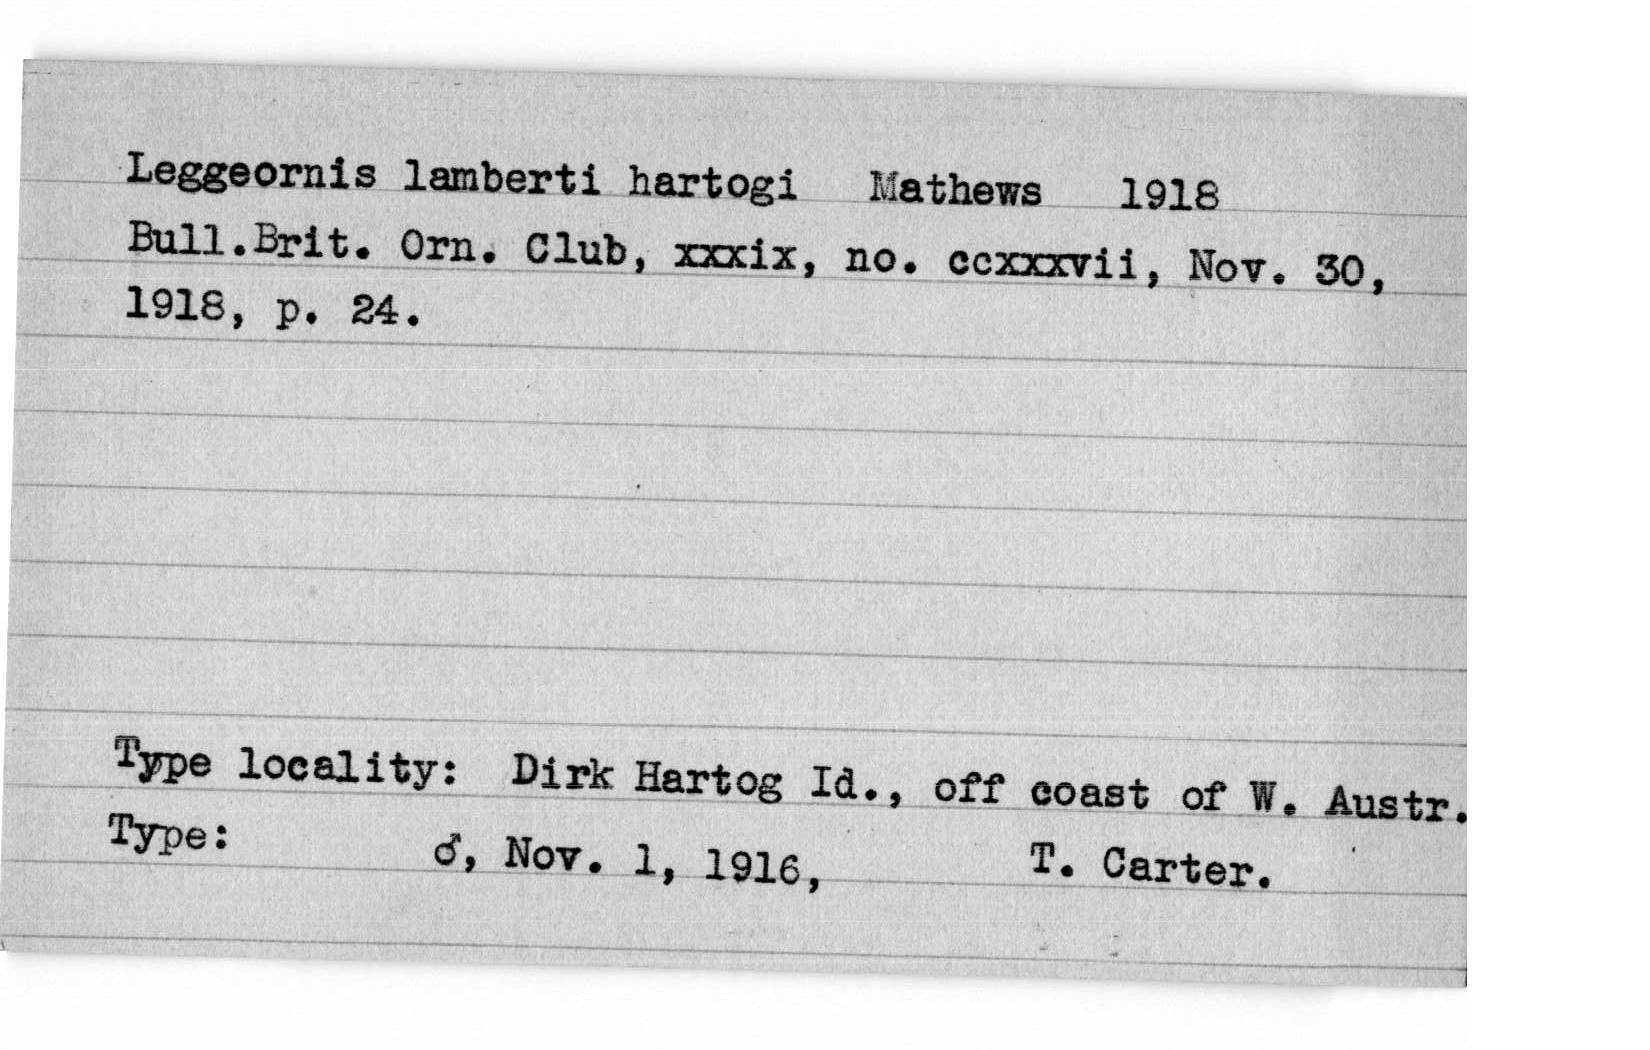 Leggeornis lamberti hartogi Mathews 1918
Bull.Brit. Orn. Club, xxxix, no. ccxxxvii, Nov. 30,
1918, p. 24.
Type locality: Dirk Hartog Id., off coast of W. Austr.
Type: ♂, Nov. 1, 1916, T. Carter.